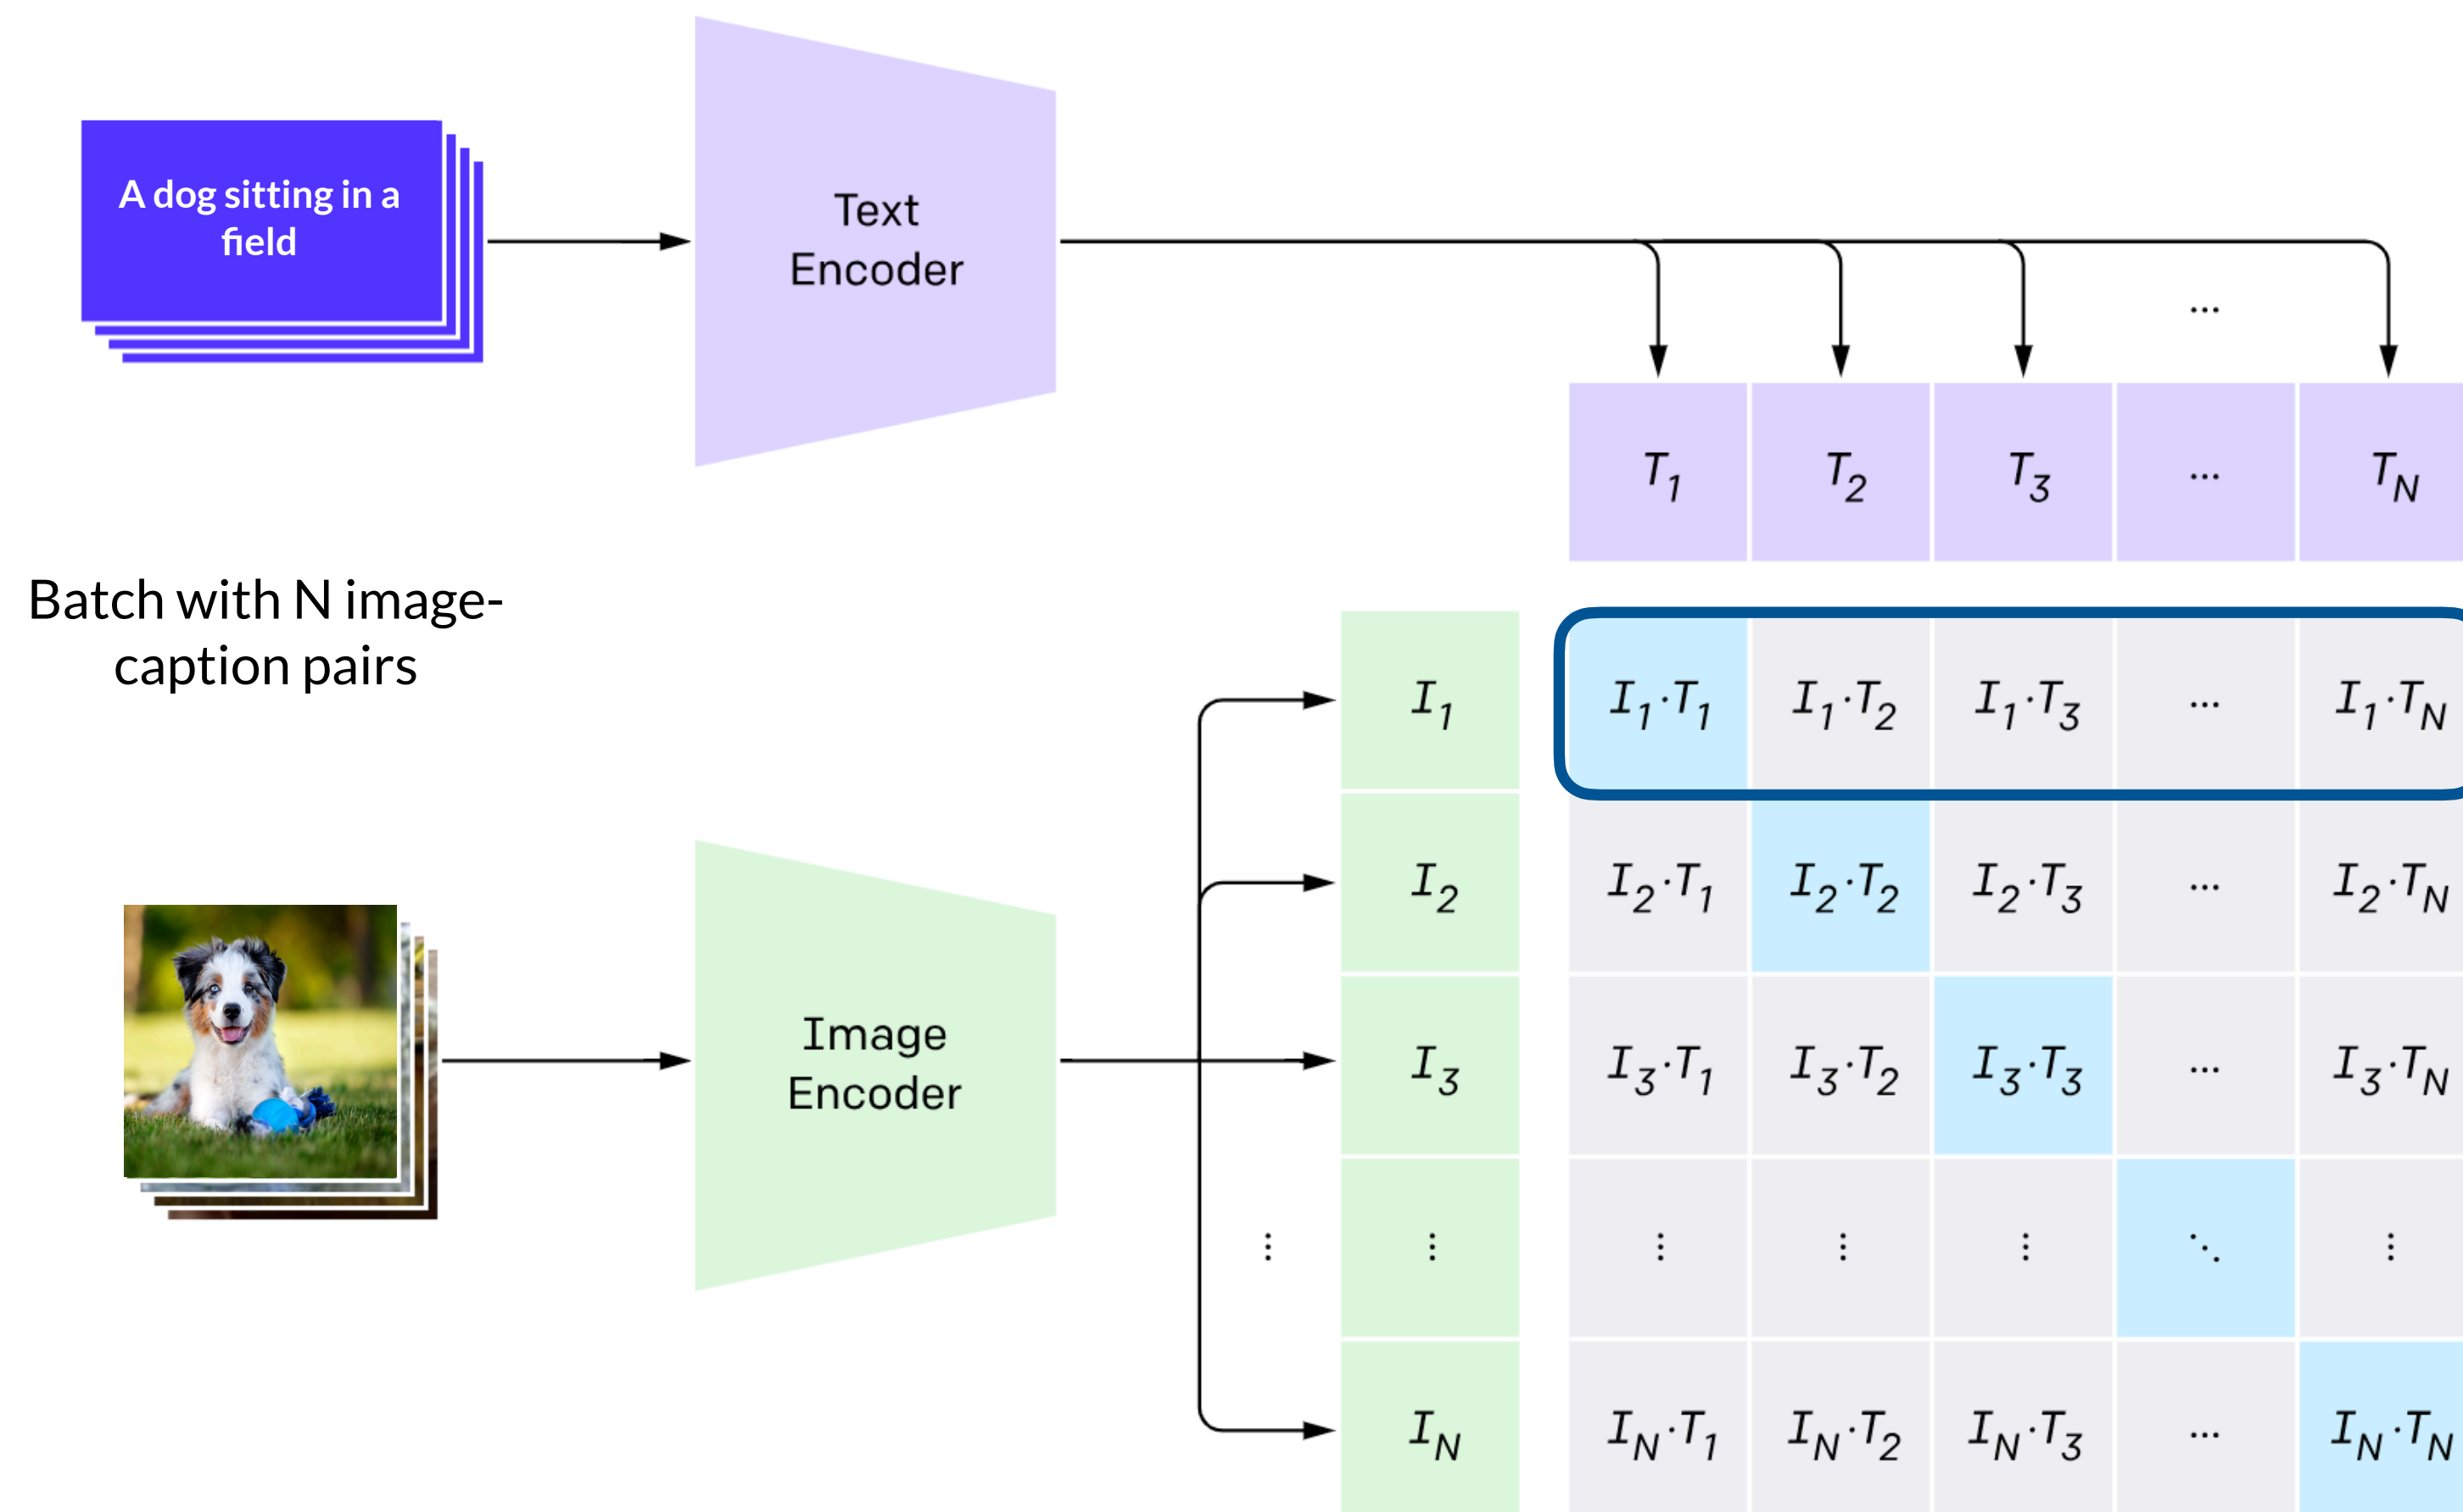 A dog sitting in a
field
Text
Encoder
...
T1 T2 T3 ... TN
Batch with N image-
caption pairs
I1 I1·T1 I1·T2 I1·T3 ... I1·TN
I2 I2·T1 I2·T2 I2·T3 ... I2·TN
Image
Encoder
I3 I3·T1 I3·T2 I3·T3 ... I3·TN
⋮ ⋮ ⋮ ⋮ ⋮ ⋱ ⋮
IN IN·T1 IN·T2 IN·T3 ... IN·TN